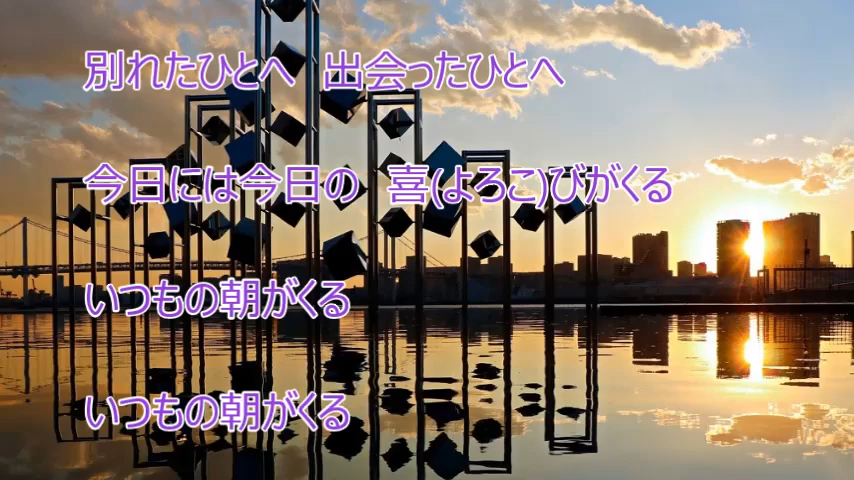 別れたひとへ　出会ったひとへ
今日には今日の　喜(よろこ)びがくる
いつもの朝がくる
いつもの朝がくる